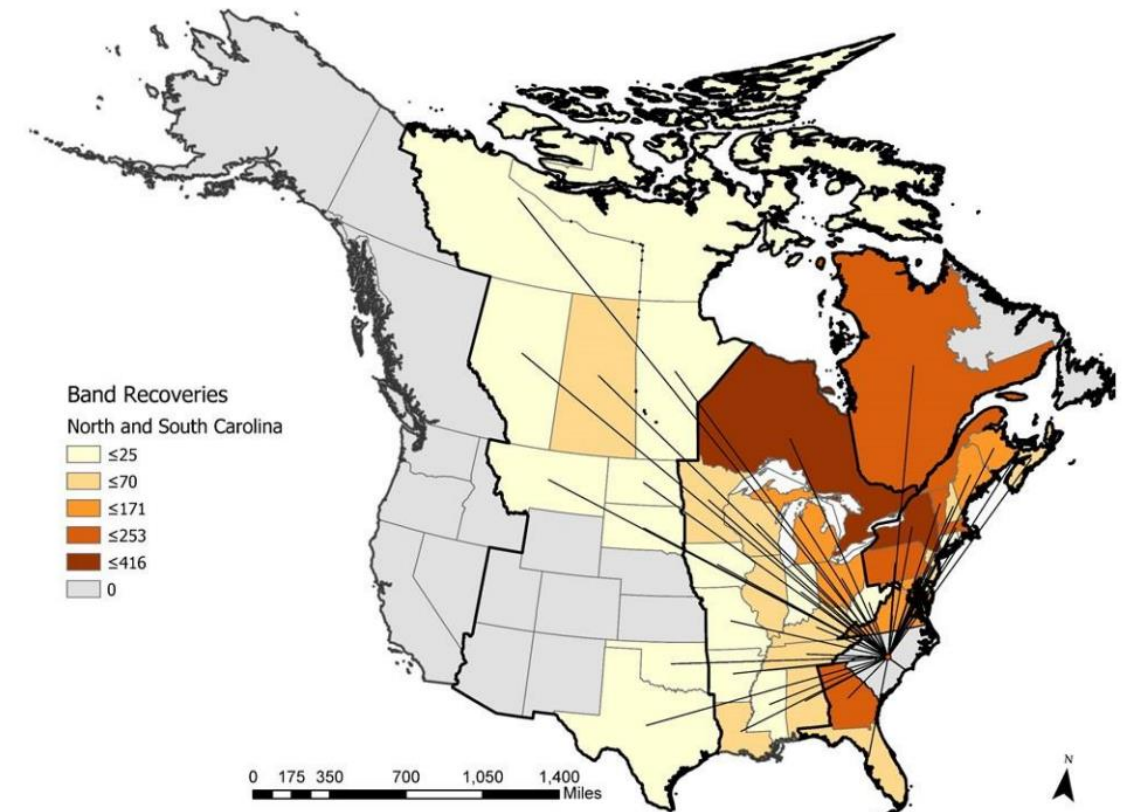 Band Recoveries
North and South Carolina
≤25
≤70
≤171
≤253
≤416
0
0 175 350 700 1,050 1,400
Miles
N